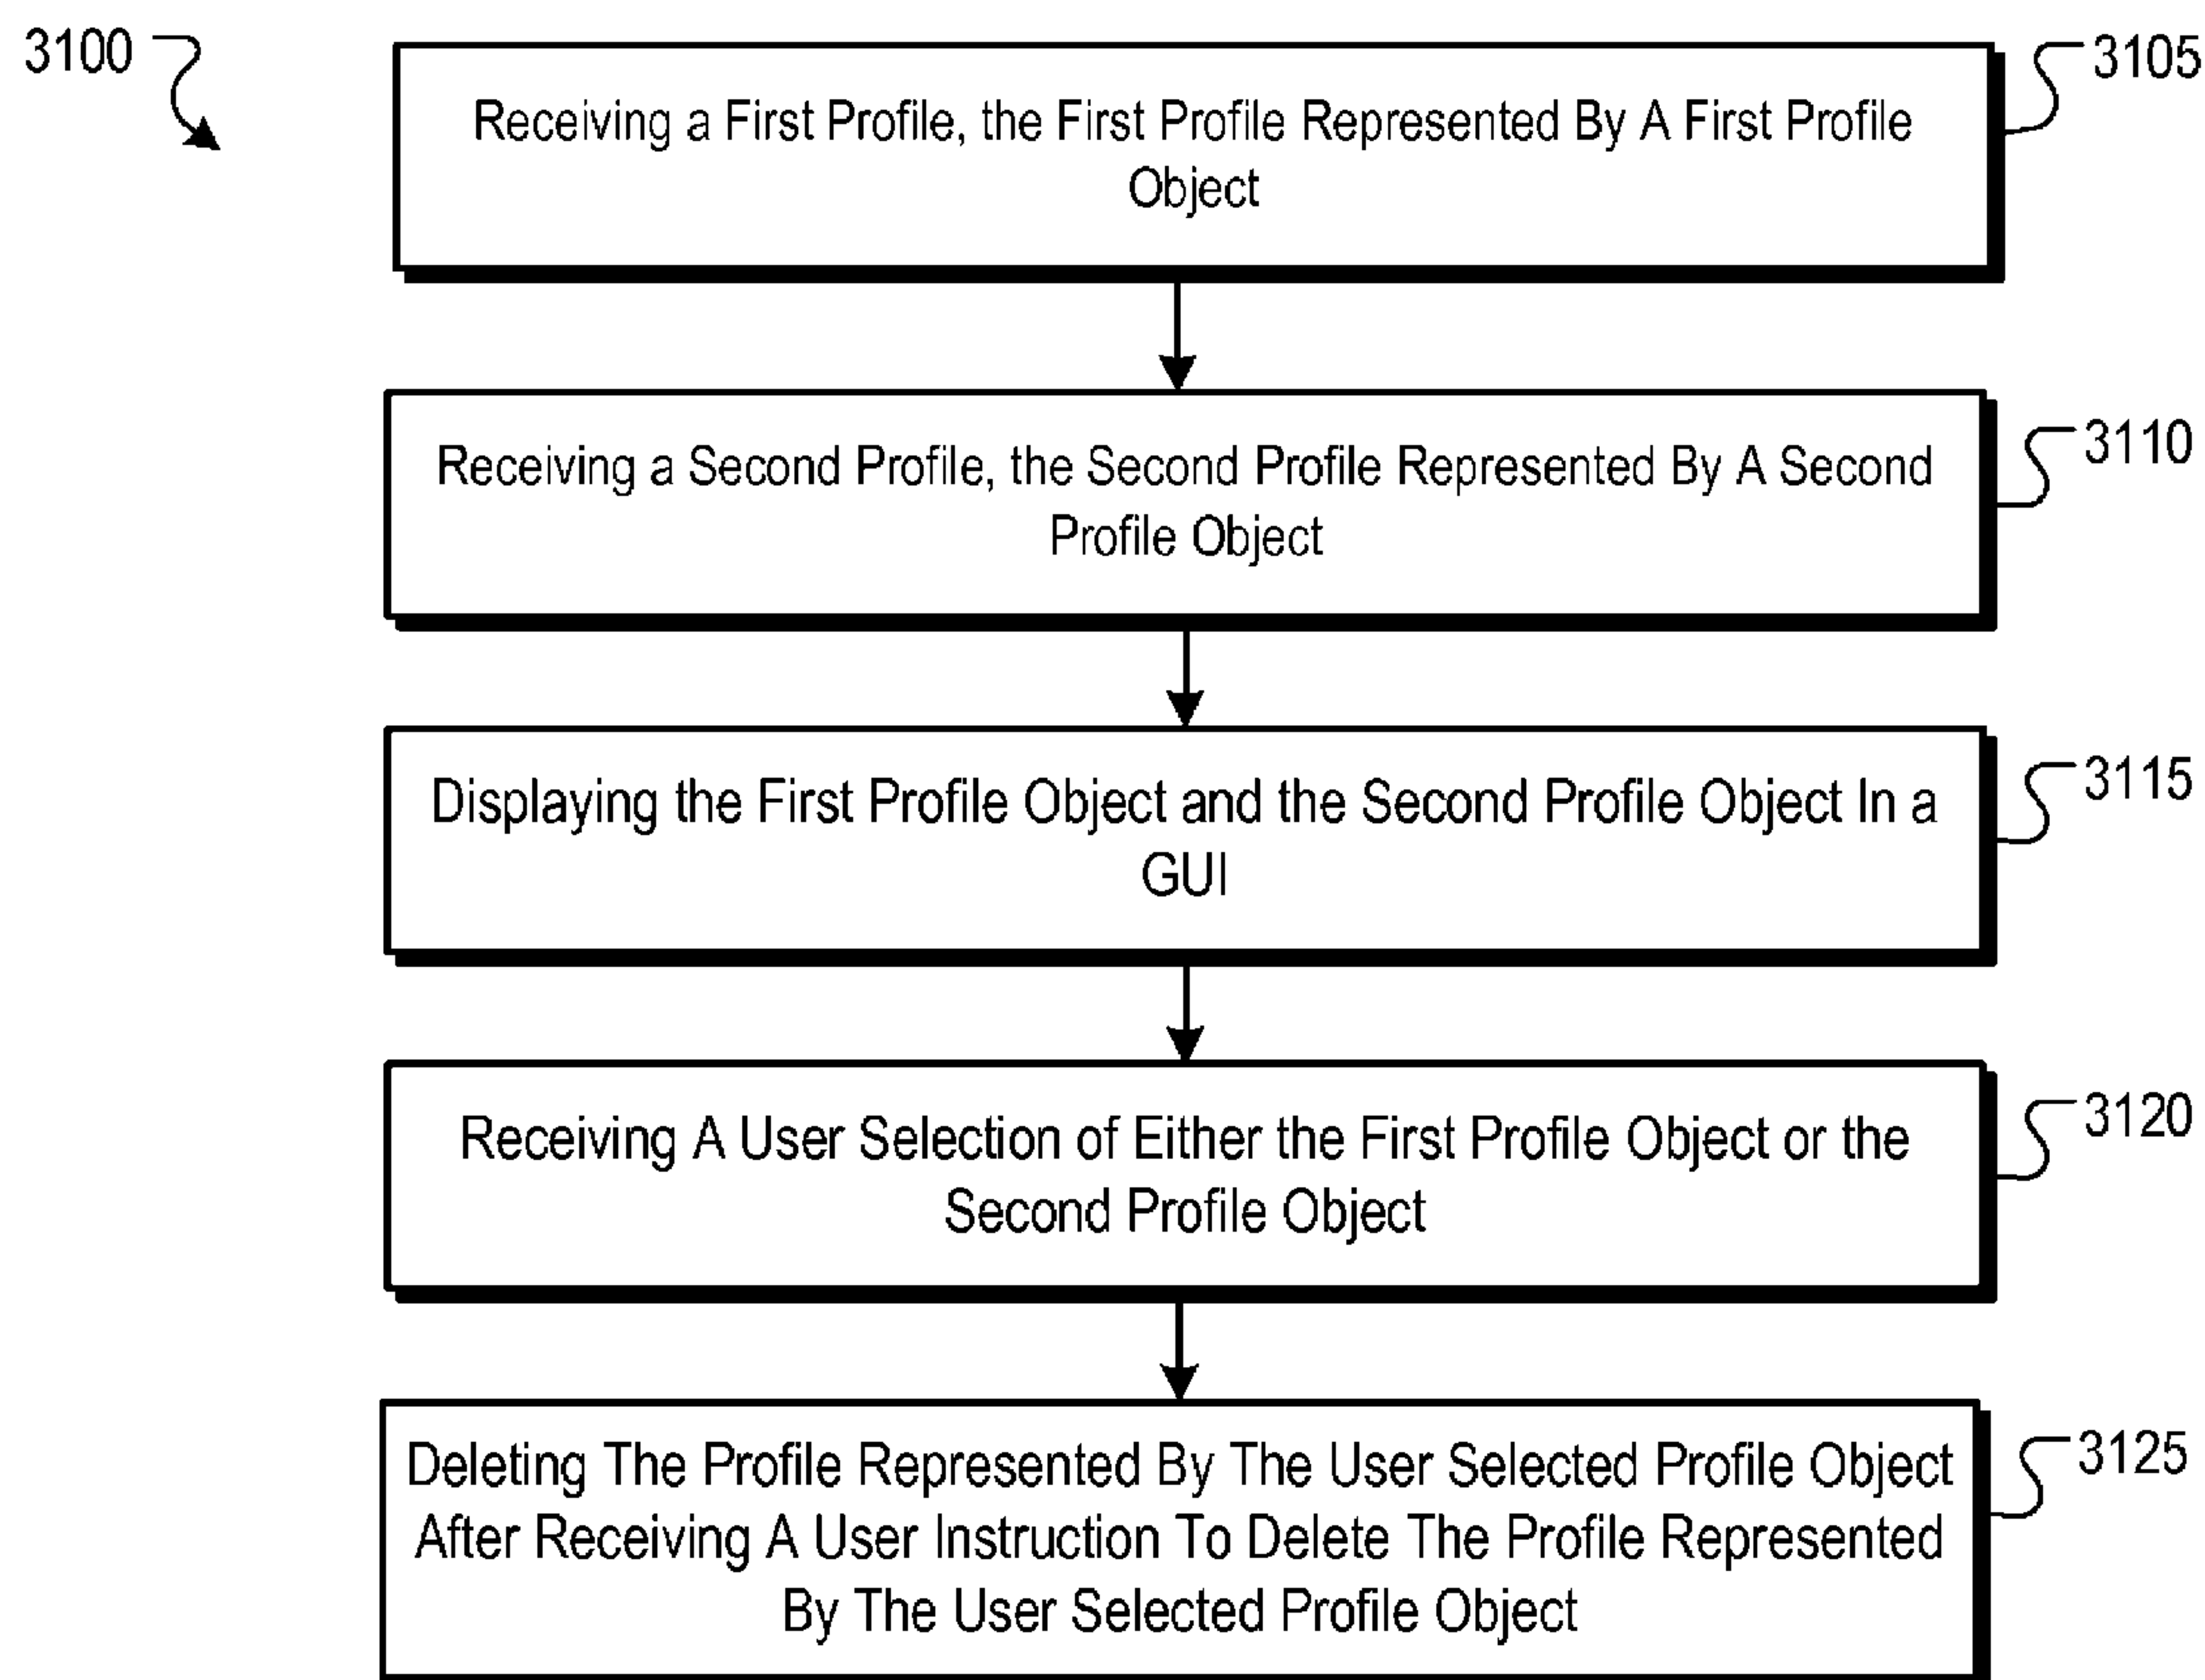 3100
3105
Receiving a First Profile, the First Profile Represented By A First Profile
Object
3110
Receiving a Second Profile, the Second Profile Represented By A Second
Profile Object
3115
Displaying the First Profile Object and the Second Profile Object In a
GUI
3120
Receiving A User Selection of Either the First Profile Object or the
Second Profile Object
3125
Deleting The Profile Represented By The User Selected Profile Object
After Receiving A User Instruction To Delete The Profile Represented
By The User Selected Profile Object